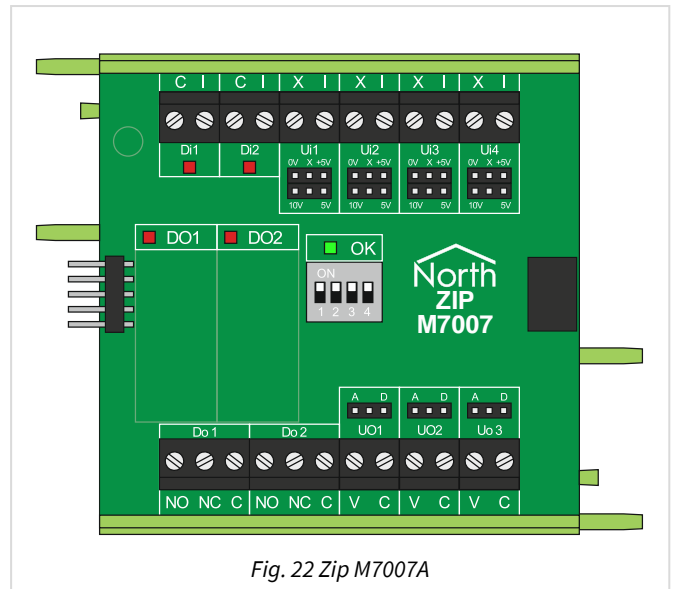 C I C I X I X I X I X I
Di1 Di2 Ui1 Ui2 Ui3 Ui4
0V X +5V 0V X +5V 0V X +5V 0V X +5V
10V 5V 10V 5V 10V 5V 10V 5V
DO1 DO2
OK
ON
1 2 3 4
North
ZIP
M7007
A D A D A D
Do 1 Do 2 UO1 UO2 Uo 3
NO NC C NO NC C V C V C V C
Fig. 22 Zip M7007A